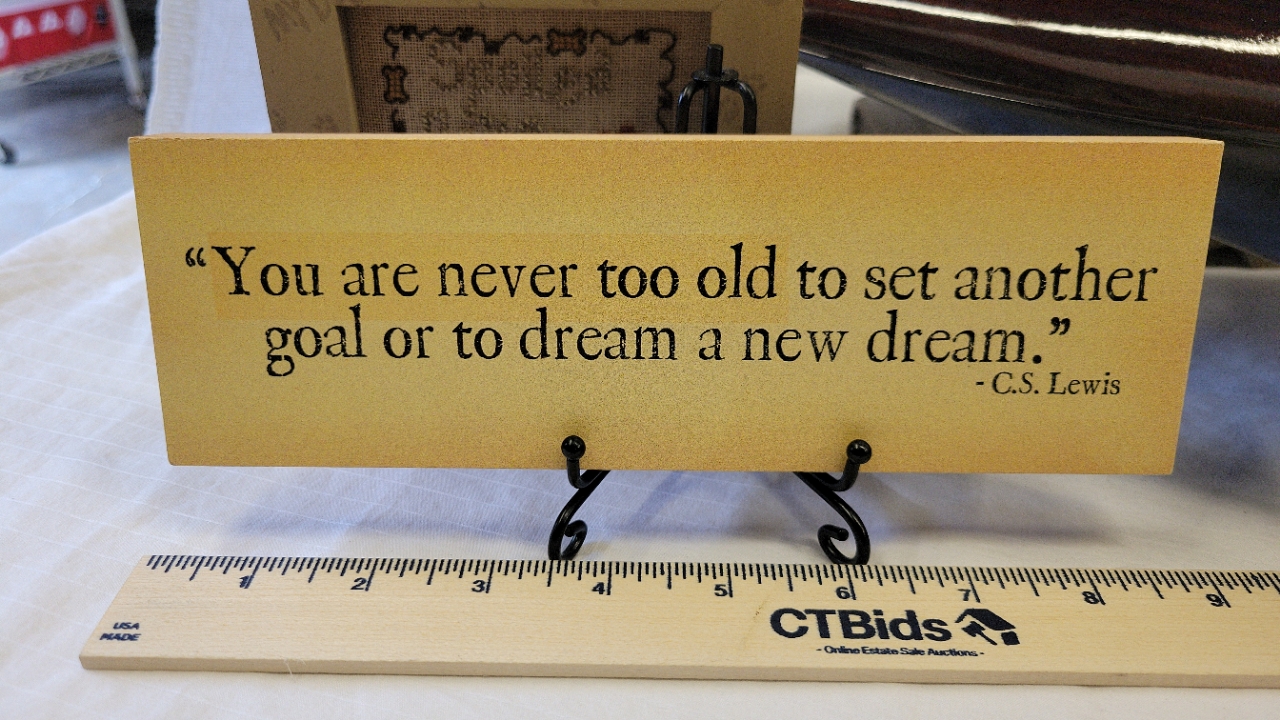 “You are never too old to set another
goal or to dream a new dream.”
- C.S. Lewis
1 2 3 4 5 6 7 8 9
USA
MADE
CTBids
- Online Estate Sale Auctions -